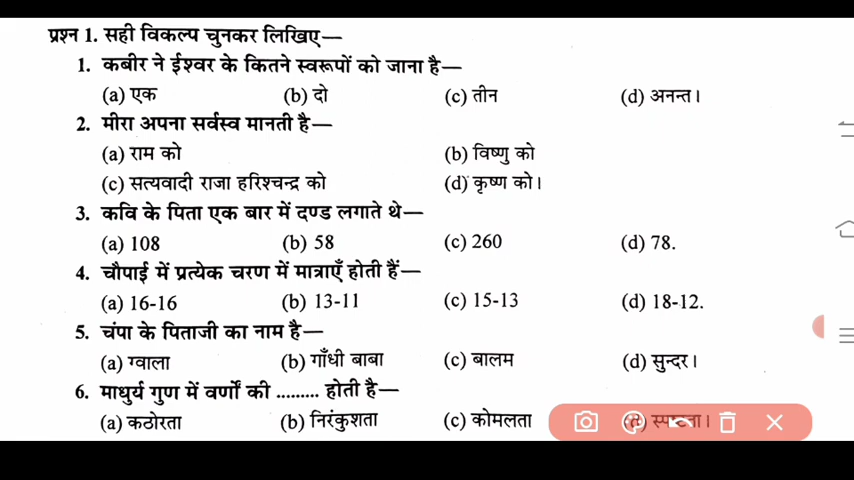 प्रश्न 1. सही विकल्प चुनकर लिखिए—
1. कबीर ने ईश्वर के कितने स्वरूपों को जाना है—
(a) एक (b) दो (c) तीन (d) अनन्त।
2. मीरा अपना सर्वस्व मानती है—
(a) राम को (b) विष्णु को
(c) सत्यवादी राजा हरिश्चन्द्र को (d) कृष्ण को।
3. कवि के पिता एक बार में दण्ड लगाते थे—
(a) 108 (b) 58 (c) 260 (d) 78.
4. चौपाई में प्रत्येक चरण में मात्राएँ होती हैं—
(a) 16-16 (b) 13-11 (c) 15-13 (d) 18-12.
5. चंपा के पिताजी का नाम है—
(a) ग्वाला (b) गाँधी बाबा (c) बालम (d) सुन्दर।
6. माधुर्य गुण में वर्णों की ......... होती है—
(a) कठोरता (b) निरंकुशता (c) कोमलता